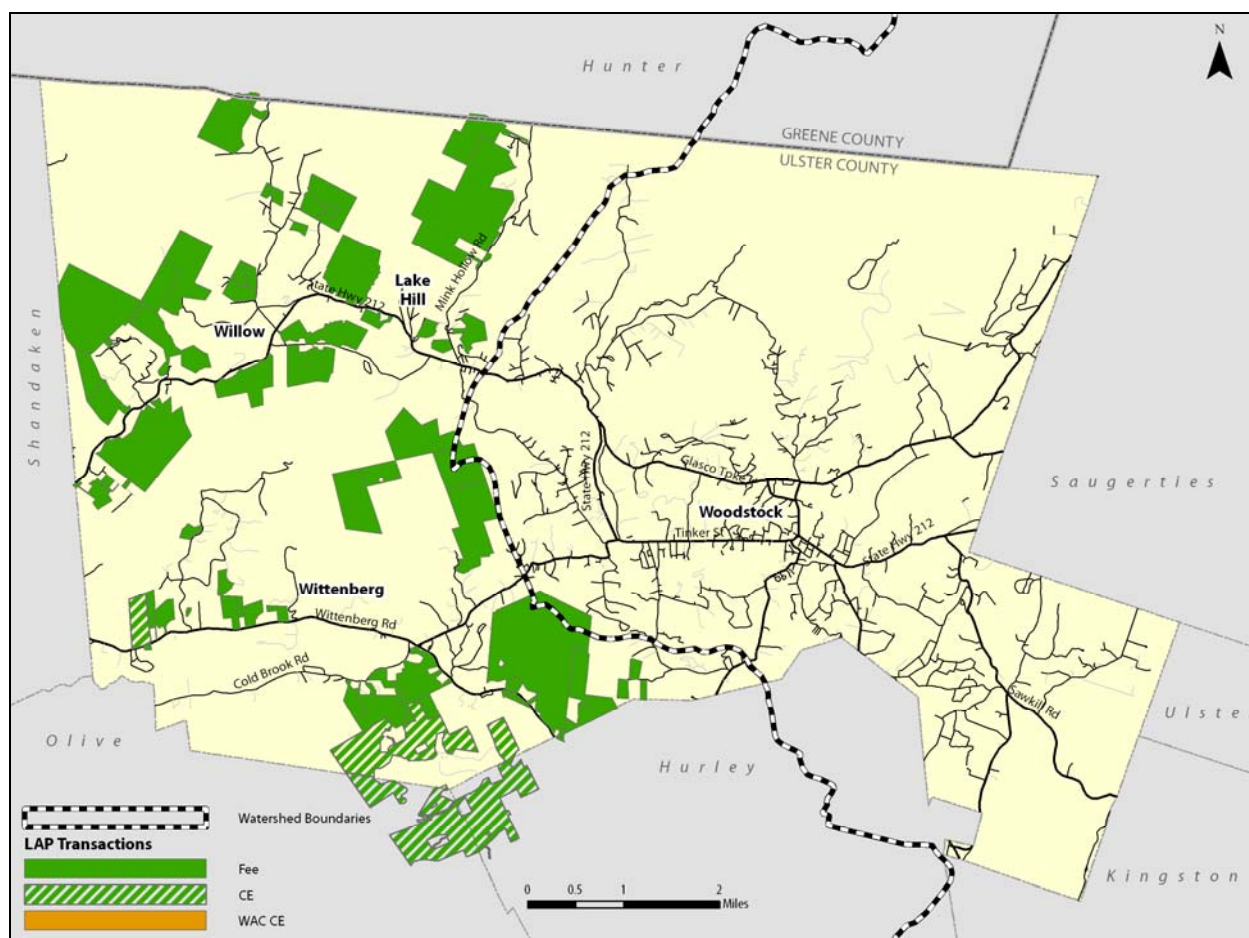 N
Hunter
GREENE COUNTY
ULSTER COUNTY
Mink Hollow Rd
Lake
Hill
State Hwy 212
Willow
Shandaken
State Hwy 212
Glasco Tpke
Saugerties
Woodstock
Tinker St
State Hwy 212
Wittenberg
Wittenberg Rd
Cold Brook Rd
Sawkill Rd
Ulste
Olive
Hurley
Kingston
Watershed Boundaries
LAP Transactions
Fee
CE
WAC CE
0 0.5 1 2
Miles